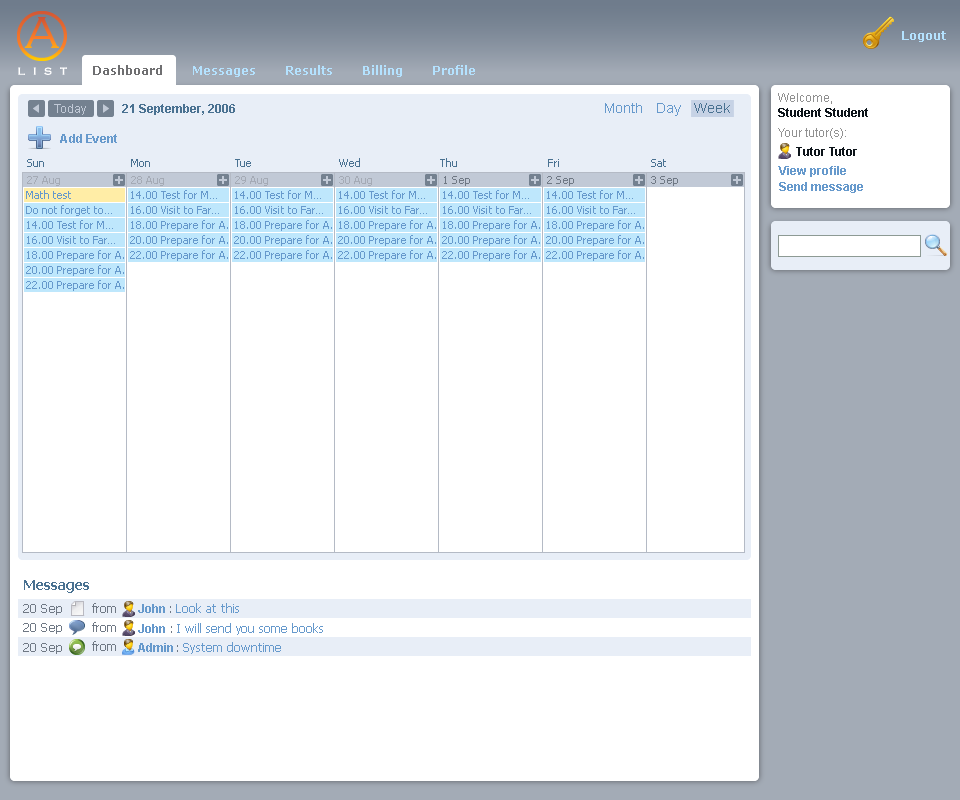 A
LIST
Dashboard Messages Results Billing Profile
Logout
Today 21 September, 2006 Month Day Week
Add Event
Sun Mon Tue Wed Thu Fri Sat
27 Aug 28 Aug 29 Aug 30 Aug 1 Sep 2 Sep 3 Sep
Math test 14.00 Test for M... 14.00 Test for M... 14.00 Test for M... 14.00 Test for M... 14.00 Test for M...
Do not forget to... 16.00 Visit to Far... 16.00 Visit to Far... 16.00 Visit to Far... 16.00 Visit to Far... 16.00 Visit to Far...
14.00 Test for M... 18.00 Prepare for A. 18.00 Prepare for A. 18.00 Prepare for A. 18.00 Prepare for A. 18.00 Prepare for A.
16.00 Visit to Far... 20.00 Prepare for A. 20.00 Prepare for A. 20.00 Prepare for A. 20.00 Prepare for A. 20.00 Prepare for A.
18.00 Prepare for A. 22.00 Prepare for A. 22.00 Prepare for A. 22.00 Prepare for A. 22.00 Prepare for A. 22.00 Prepare for A.
20.00 Prepare for A.
22.00 Prepare for A.
Messages
20 Sep from John : Look at this
20 Sep from John : I will send you some books
20 Sep from Admin : System downtime
Welcome,
Student Student
Your tutor(s):
Tutor Tutor
View profile
Send message